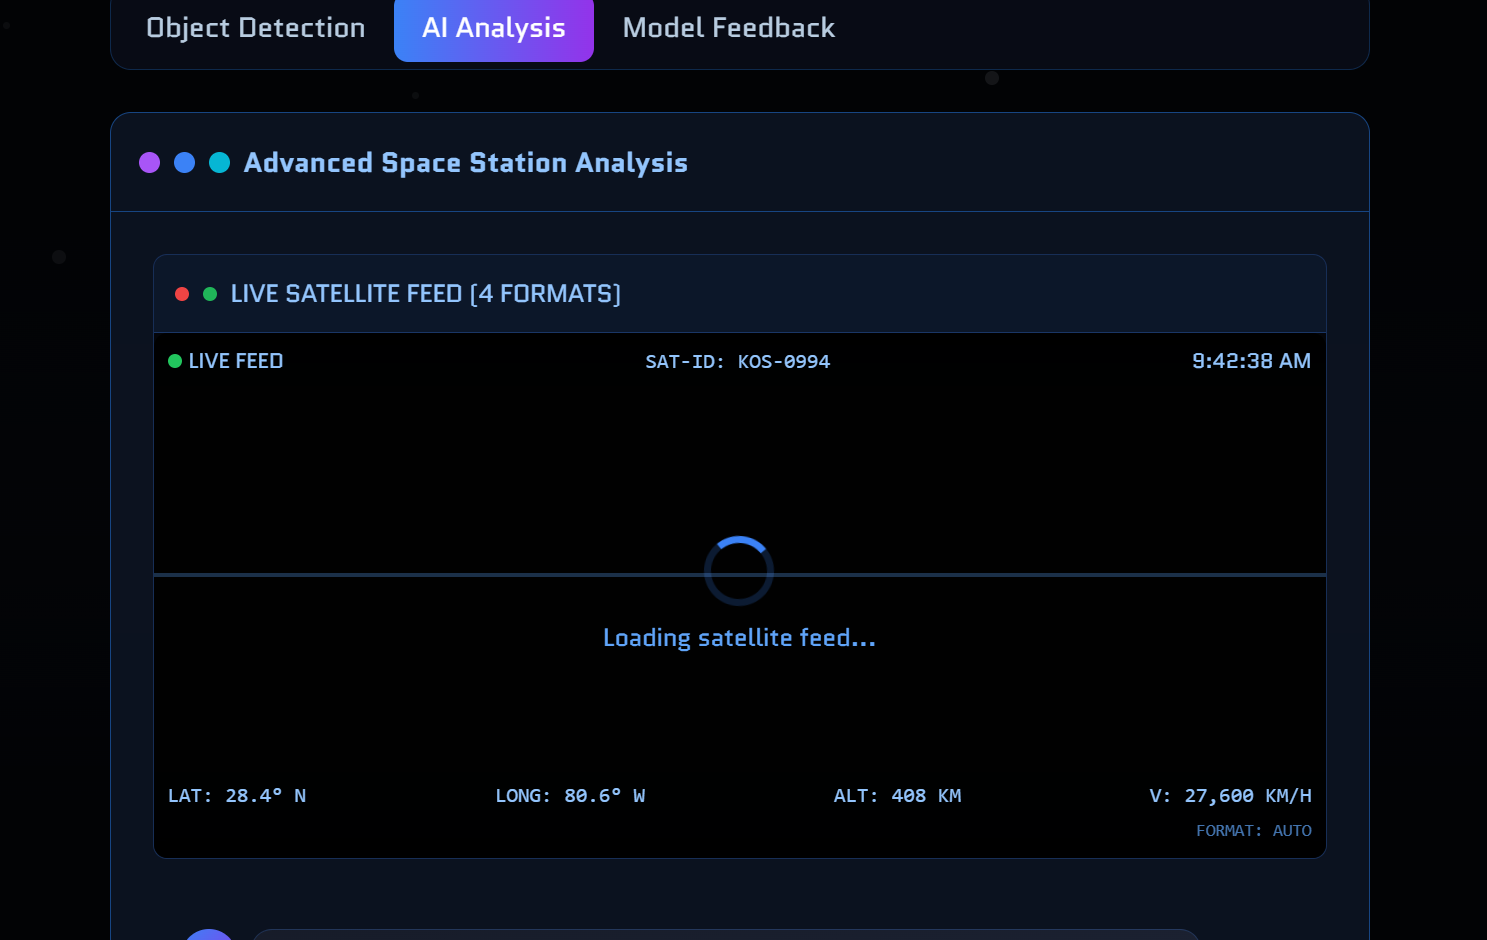 Object Detection
AI Analysis
Model Feedback
Advanced Space Station Analysis
LIVE SATELLITE FEED (4 FORMATS)
LIVE FEED
SAT-ID: KOS-0994
9:42:38 AM
Loading satellite feed...
LAT: 28.4° N
LONG: 80.6° W
ALT: 408 KM
V: 27,600 KM/H
FORMAT: AUTO